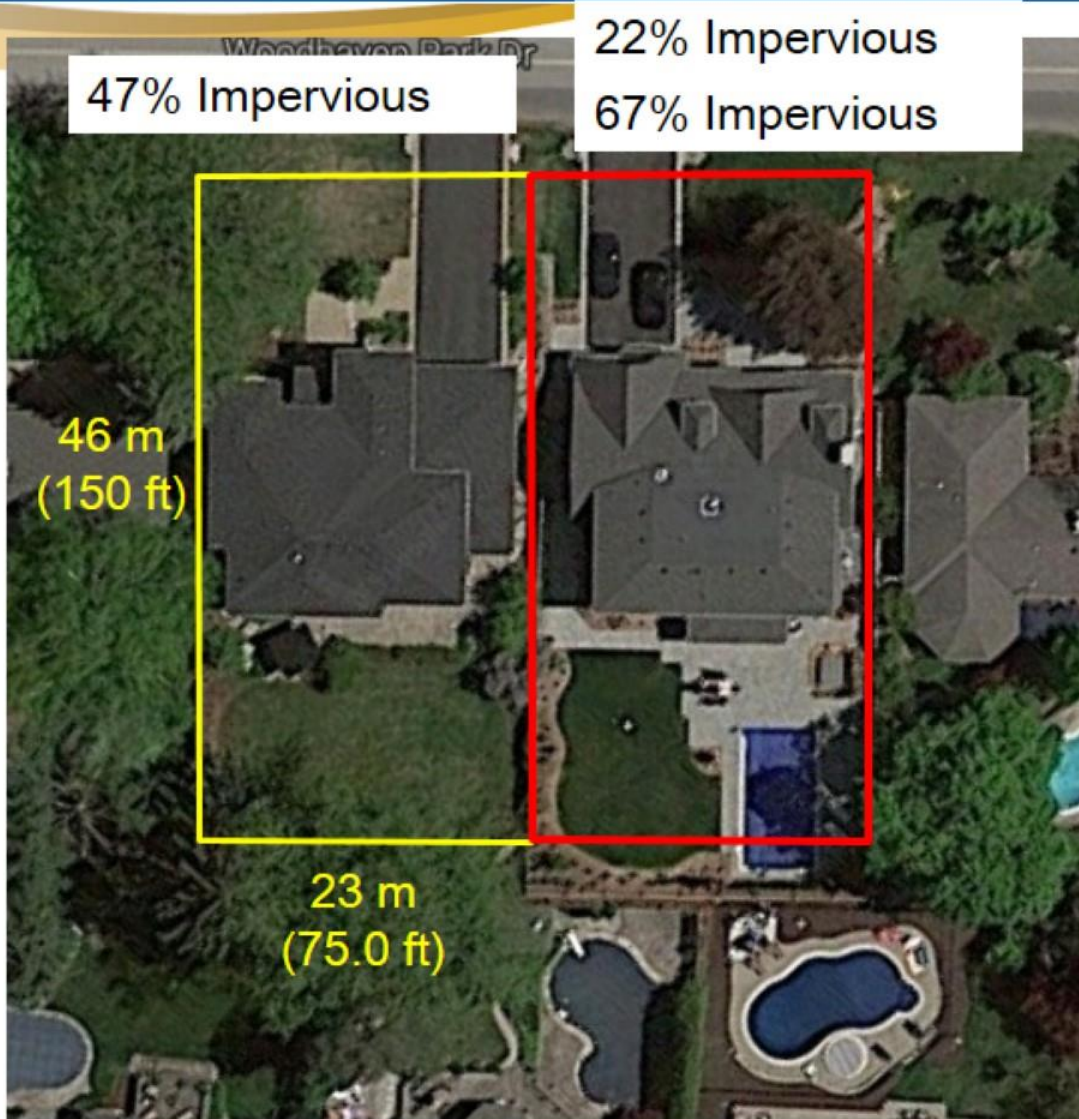 Woodhaven Park Dr
47% Impervious
22% Impervious
67% Impervious
46 m
(150 ft)
23 m
(75.0 ft)